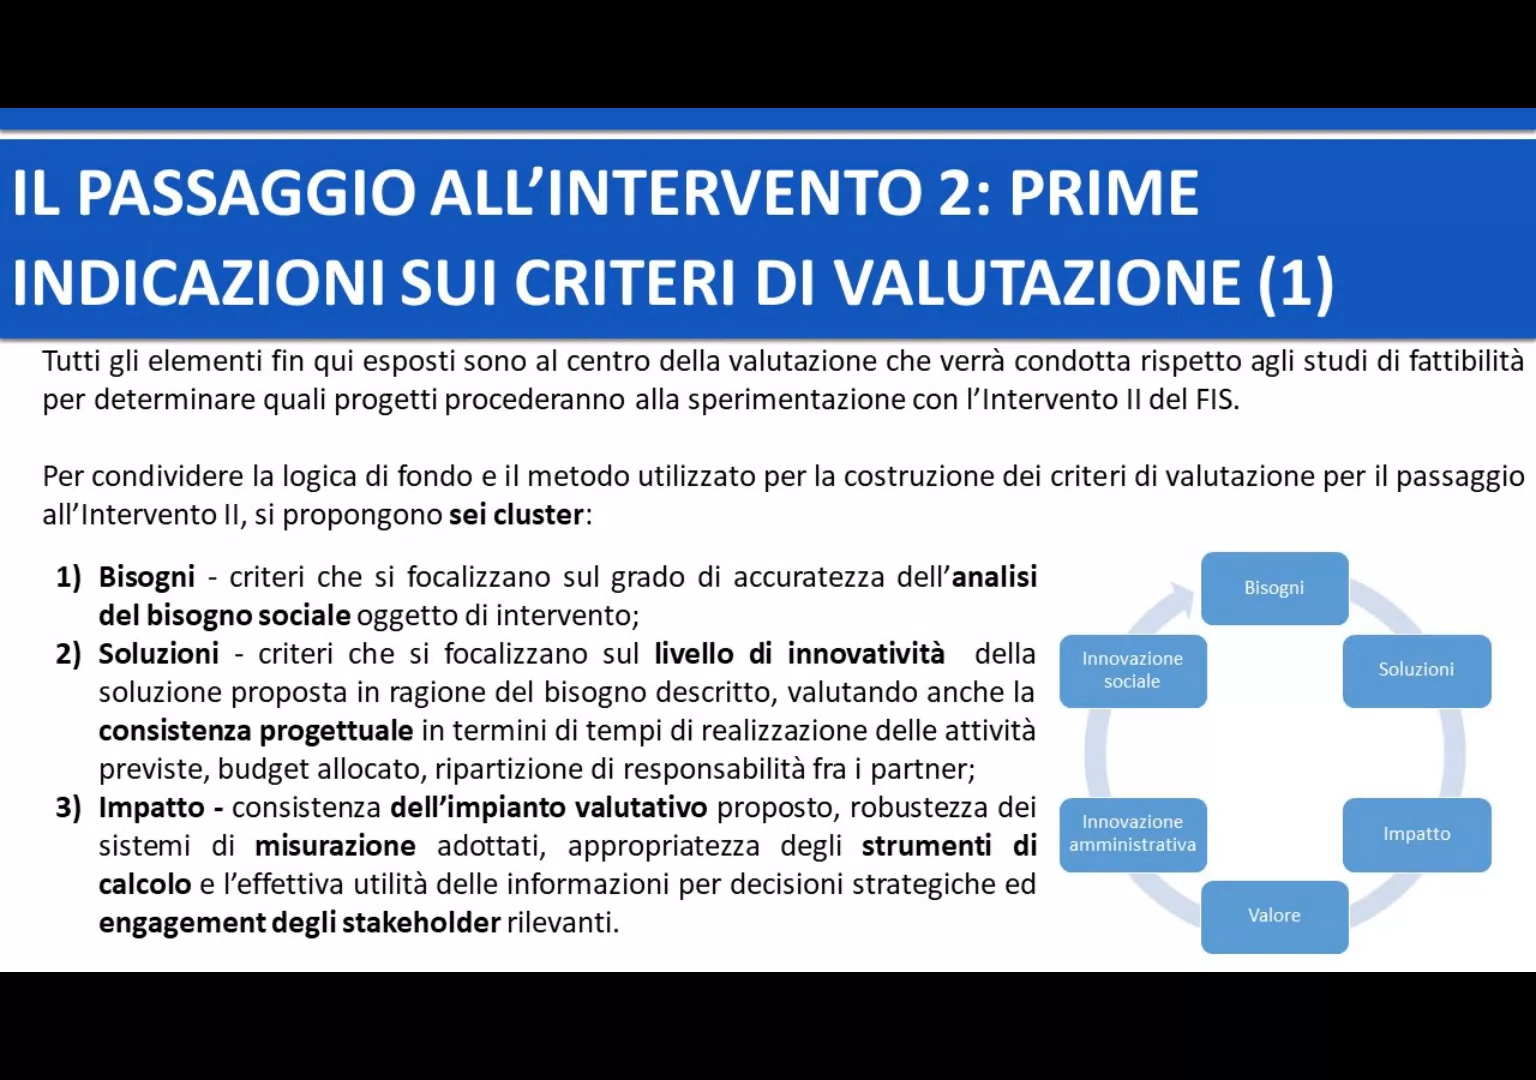 IL PASSAGGIO ALL’INTERVENTO 2: PRIME
INDICAZIONI SUI CRITERI DI VALUTAZIONE (1)
Tutti gli elementi fin qui esposti sono al centro della valutazione che verrà condotta rispetto agli studi di fattibilità
per determinare quali progetti procederanno alla sperimentazione con l’Intervento II del FIS.
Per condividere la logica di fondo e il metodo utilizzato per la costruzione dei criteri di valutazione per il passaggio
all’Intervento II, si propongono sei cluster:
1) Bisogni - criteri che si focalizzano sul grado di accuratezza dell’analisi
del bisogno sociale oggetto di intervento;
2) Soluzioni - criteri che si focalizzano sul livello di innovatività della
soluzione proposta in ragione del bisogno descritto, valutando anche la
consistenza progettuale in termini di tempi di realizzazione delle attività
previste, budget allocato, ripartizione di responsabilità fra i partner;
3) Impatto - consistenza dell’impianto valutativo proposto, robustezza dei
sistemi di misurazione adottati, appropriatezza degli strumenti di
calcolo e l’effettiva utilità delle informazioni per decisioni strategiche ed
engagement degli stakeholder rilevanti.
Bisogni
Soluzioni
Impatto
Valore
Innovazione
amministrativa
Innovazione
sociale